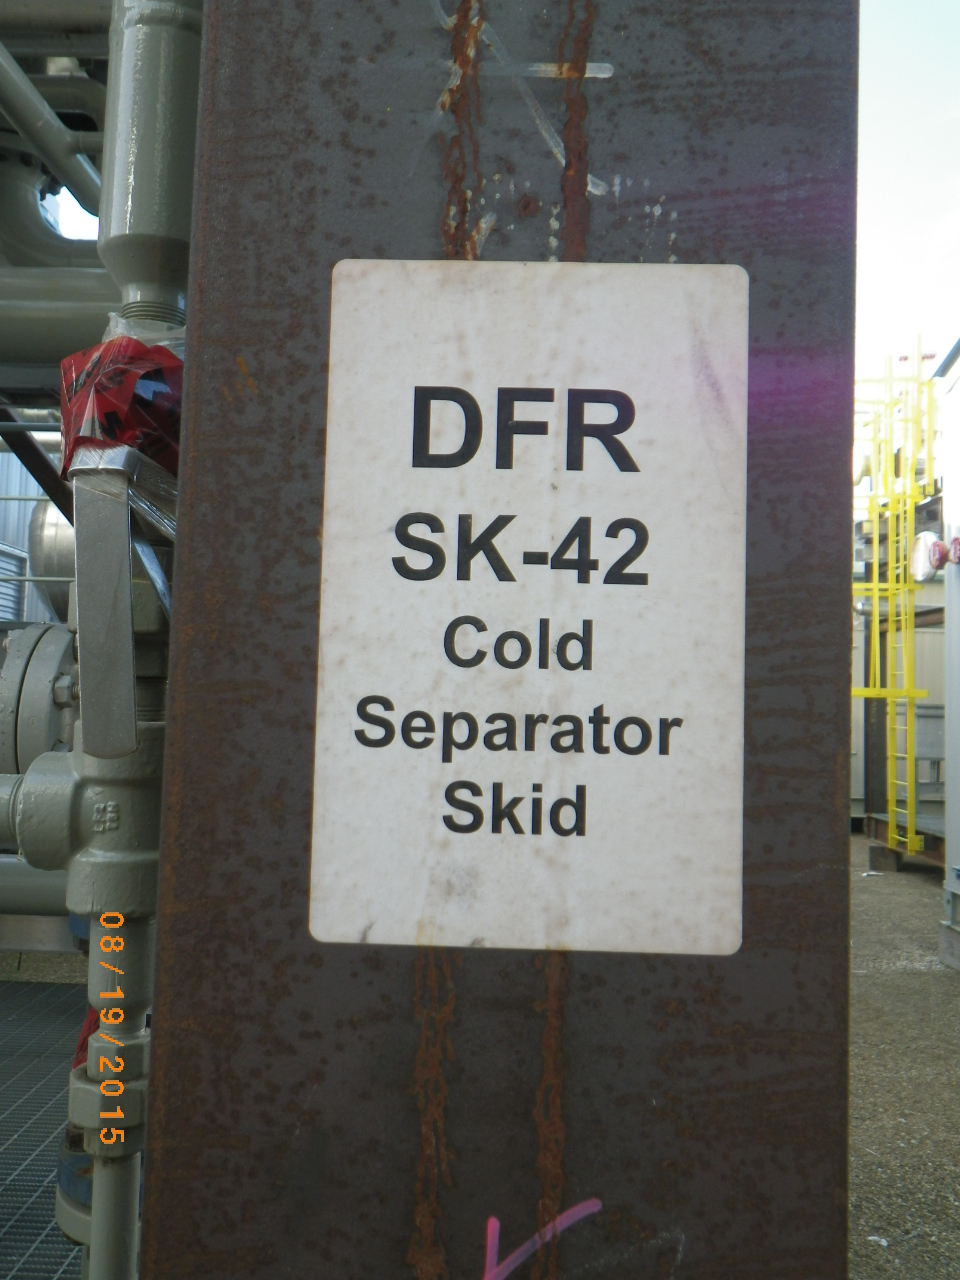 DFR
SK-42
Cold
Separator
Skid
08/19/2015